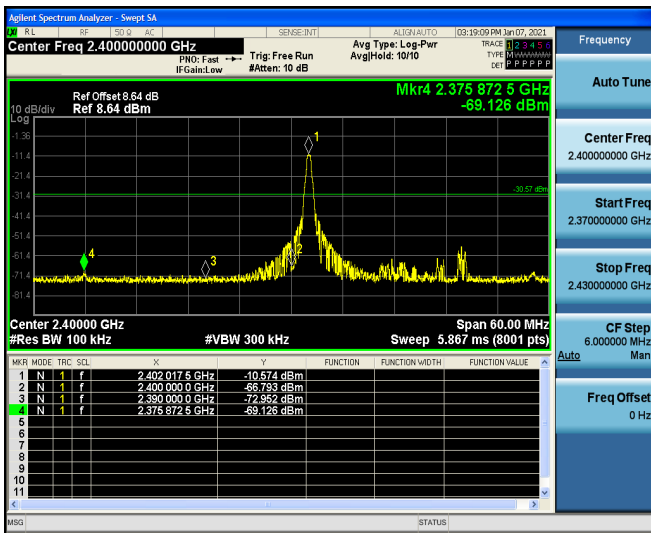 Agilent Spectrum Analyzer - Swept SA
LXI RL RF 50 Ω AC SENSE:INT ALIGN AUTO 03:19:09 PM Jan 07, 2021
Center Freq 2.400000000 GHz
PNO: Fast
IFGain:Low
Trig: Free Run
#Atten: 10 dB
Avg Type: Log-Pwr
Avg|Hold: 10/10
TRACE 1 2 3 4 5 6
TYPE
DET P P P P P P
Mkr4 2.375 872 5 GHz
-69.126 dBm
Ref Offset 8.64 dB
Ref 8.64 dBm
10 dB/div
Log
-1.36
-11.4
-21.4
-31.4
-41.4
-51.4
-61.4
-71.4
-81.4
-30.57 dBm
1
2
3
4
Center 2.40000 GHz Span 60.00 MHz
#Res BW 100 kHz #VBW 300 kHz Sweep 5.867 ms (8001 pts)
MKR MODE TRC SCL X Y FUNCTION FUNCTION WIDTH FUNCTION VALUE
1 N 1 f 2.402 017 5 GHz -10.574 dBm
2 N 1 f 2.400 000 0 GHz -66.793 dBm
3 N 1 f 2.390 000 0 GHz -72.952 dBm
4 N 1 f 2.375 872 5 GHz -69.126 dBm
5
6
7
8
9
10
11
MSG STATUS
Frequency
Auto Tune
Center Freq
2.400000000 GHz
Start Freq
2.370000000 GHz
Stop Freq
2.430000000 GHz
CF Step
6.000000 MHz
Auto Man
Freq Offset
0 Hz